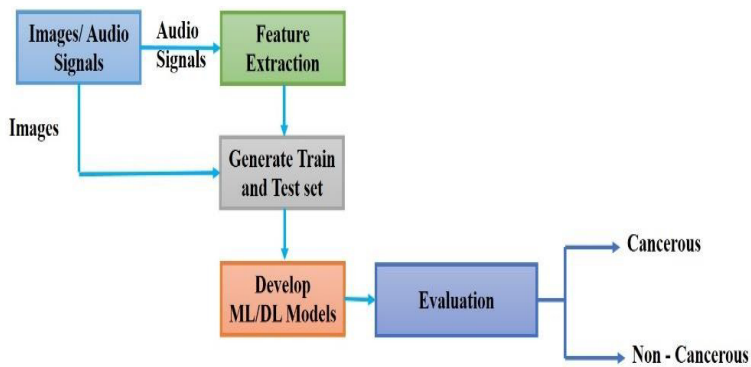 Images/ Audio
Signals
Audio
Signals
Feature
Extraction
Images
Generate Train
and Test set
Develop
ML/DL Models
Evaluation
Cancerous
Non - Cancerous